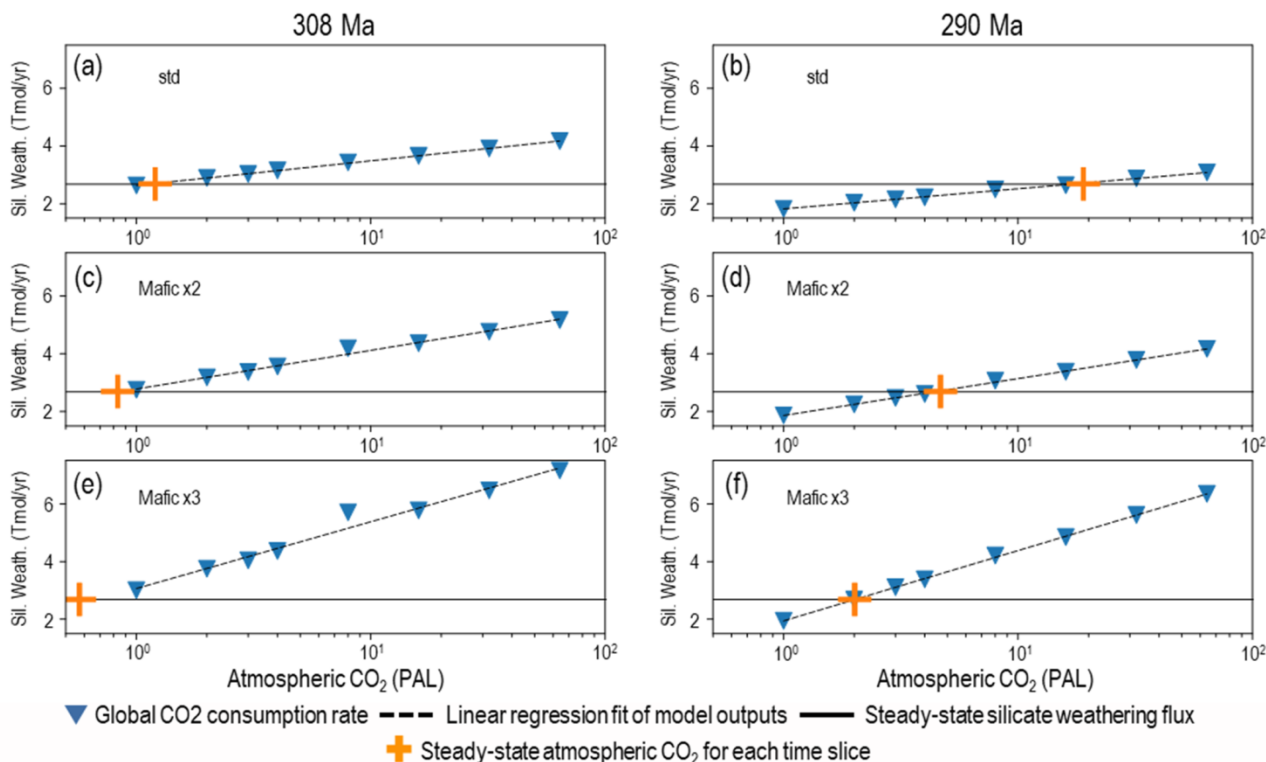 308 Ma
290 Ma
(a)
std
(b)
std
Sil. Weath. (Tmol/yr)
6
4
2
10⁰
10¹
10²
Sil. Weath. (Tmol/yr)
6
4
2
10⁰
10¹
10²
(c)
Mafic x2
(d)
Mafic x2
Sil. Weath. (Tmol/yr)
6
4
2
10⁰
10¹
10²
Sil. Weath. (Tmol/yr)
6
4
2
10⁰
10¹
10²
(e)
Mafic x3
(f)
Mafic x3
Sil. Weath. (Tmol/yr)
6
4
2
10⁰
10¹
10²
Sil. Weath. (Tmol/yr)
6
4
2
10⁰
10¹
10²
Atmospheric CO₂ (PAL)
Atmospheric CO₂ (PAL)
Global CO2 consumption rate
Linear regression fit of model outputs
Steady-state silicate weathering flux
Steady-state atmospheric CO₂ for each time slice